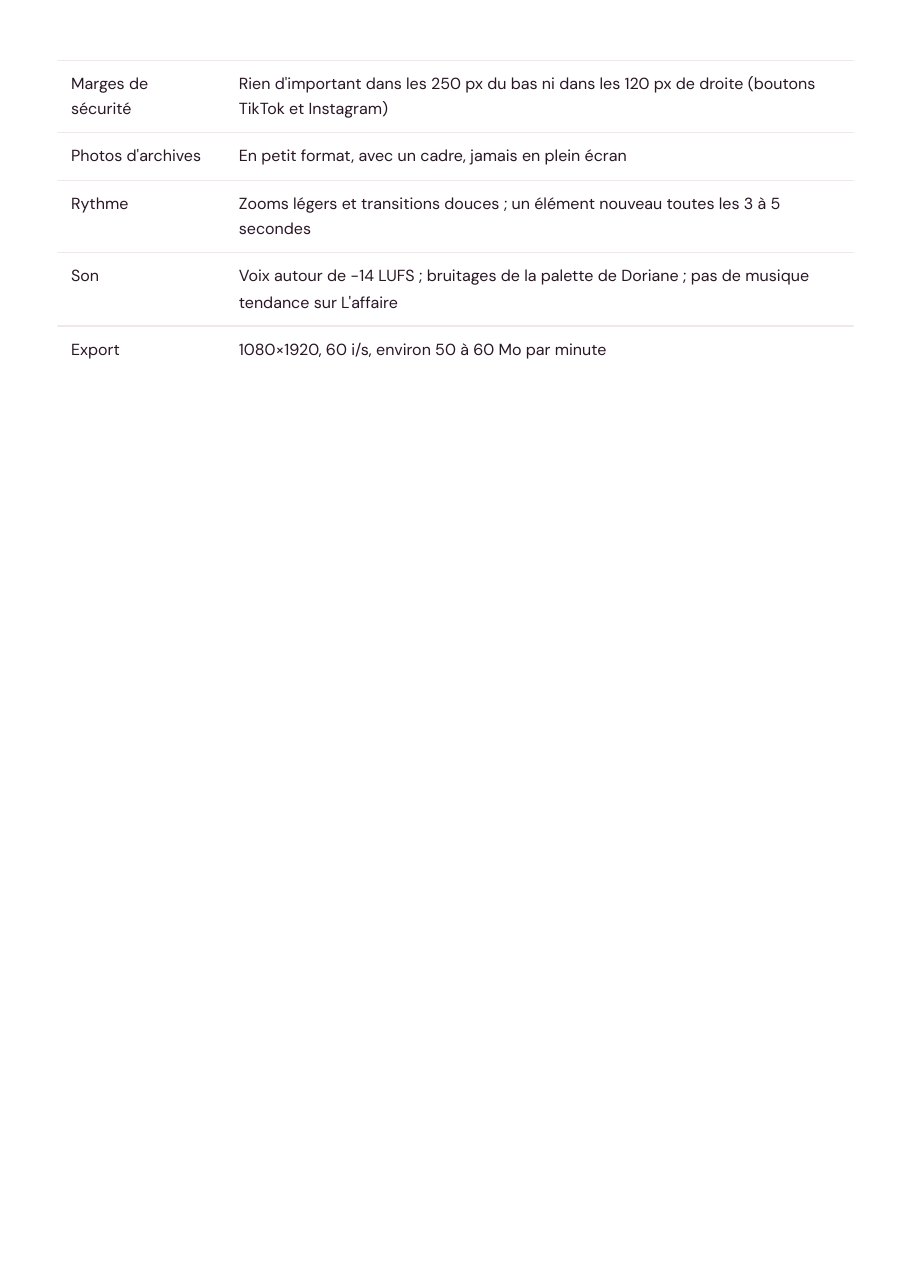 Marges de sécurité
Rien d'important dans les 250 px du bas ni dans les 120 px de droite (boutons
TikTok et Instagram)
Photos d'archives
En petit format, avec un cadre, jamais en plein écran
Rythme
Zooms légers et transitions douces ; un élément nouveau toutes les 3 à 5
secondes
Son
Voix autour de -14 LUFS ; bruitages de la palette de Doriane ; pas de musique
tendance sur L'affaire
Export
1080×1920, 60 i/s, environ 50 à 60 Mo par minute